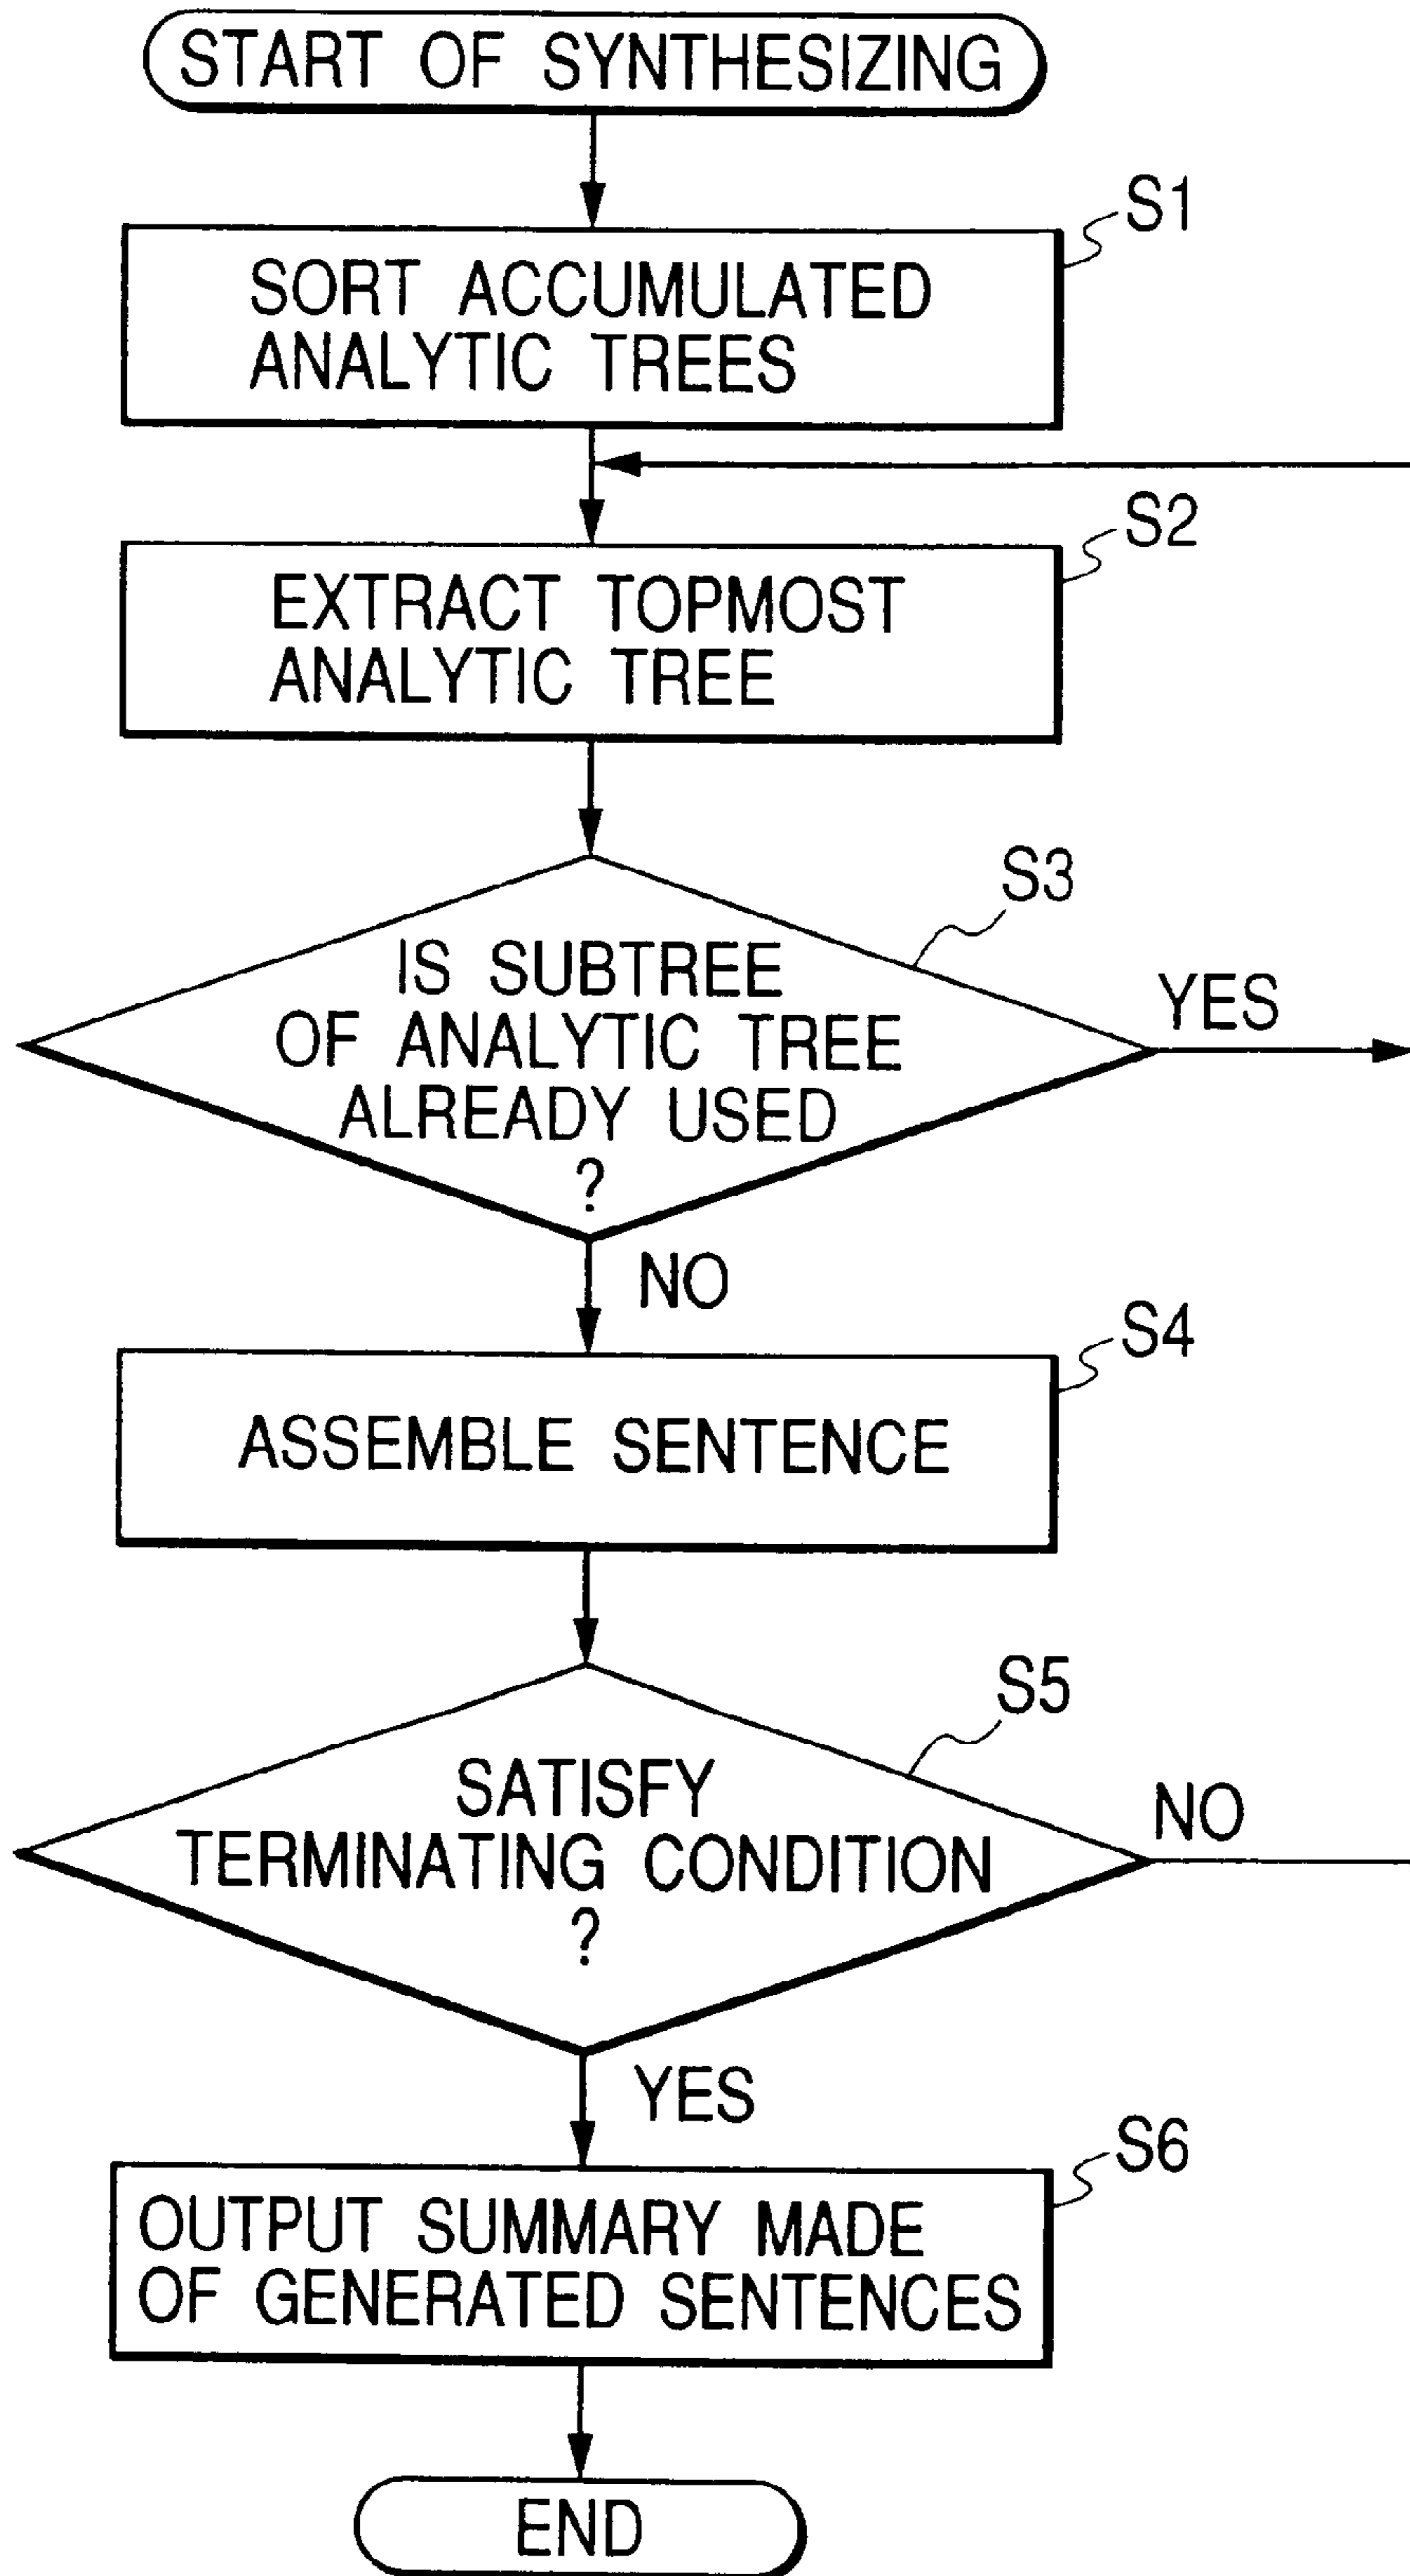 START OF SYNTHESIZING
S1
SORT ACCUMULATED
ANALYTIC TREES
S2
EXTRACT TOPMOST
ANALYTIC TREE
S3
IS SUBTREE
OF ANALYTIC TREE
ALREADY USED
?
YES
NO
S4
ASSEMBLE SENTENCE
S5
SATISFY
TERMINATING CONDITION
?
NO
YES
S6
OUTPUT SUMMARY MADE
OF GENERATED SENTENCES
END